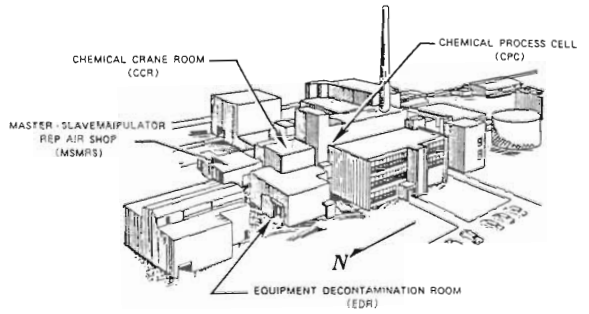 CHEMICAL CRANE ROOM
(CCR)
CHEMICAL PROCESS CELL
(CPC)
MASTER-SLAVEMAIPULATOR
REP AIR SHOP
(MSMRS)
N
EQUIPMENT DECONTAMINATION ROOM
(EDR)